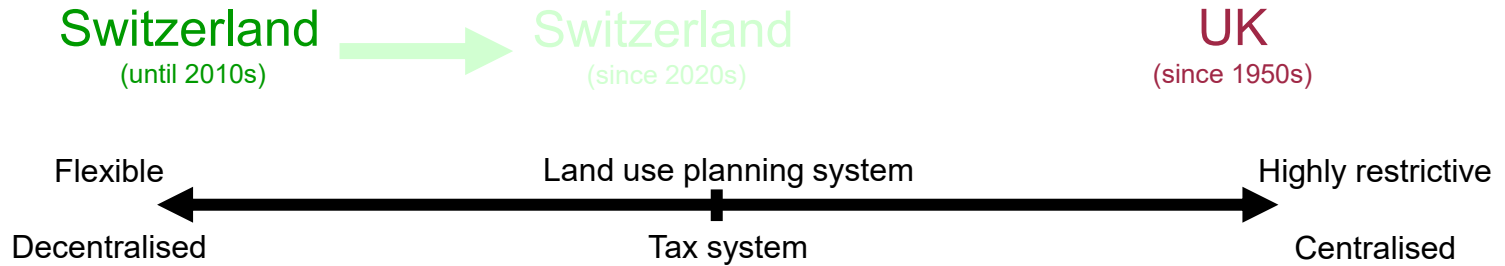 Switzerland
(until 2010s)
Switzerland
(since 2020s)
UK
(since 1950s)
Flexible
Land use planning system
Highly restrictive
Decentralised
Tax system
Centralised